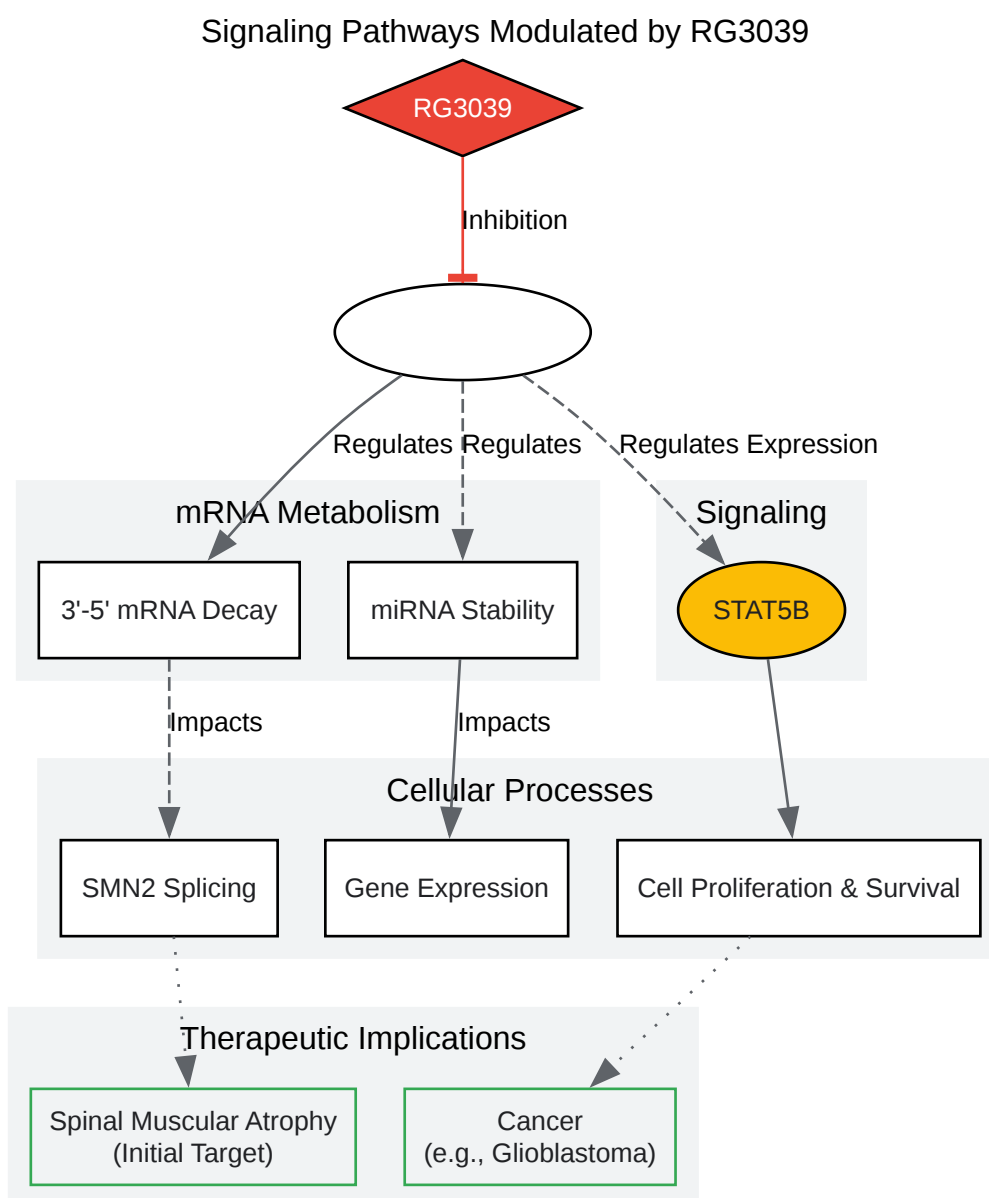 Signaling Pathways Modulated by RG3039
RG3039
Inhibition
Regulates
Regulates
Regulates Expression
mRNA Metabolism
Signaling
3'-5' mRNA Decay
miRNA Stability
STAT5B
Impacts
Impacts
Cellular Processes
SMN2 Splicing
Gene Expression
Cell Proliferation & Survival
Therapeutic Implications
Spinal Muscular Atrophy
(Initial Target)
Cancer
(e.g., Glioblastoma)